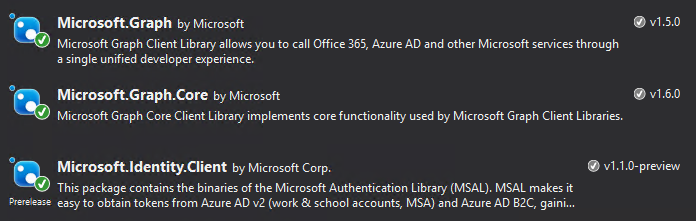 Microsoft.Graph by Microsoft v1.5.0
Microsoft Graph Client Library allows you to call Office 365, Azure AD and other Microsoft services through
a single unified developer experience.
Microsoft.Graph.Core by Microsoft v1.6.0
Microsoft Graph Core Client Library implements core functionality used by Microsoft Graph Client Libraries.
Microsoft.Identity.Client by Microsoft Corp. v1.1.0-preview
Prerelease
This package contains the binaries of the Microsoft Authentication Library (MSAL). MSAL makes it
easy to obtain tokens from Azure AD v2 (work & school accounts, MSA) and Azure AD B2C, gaini...